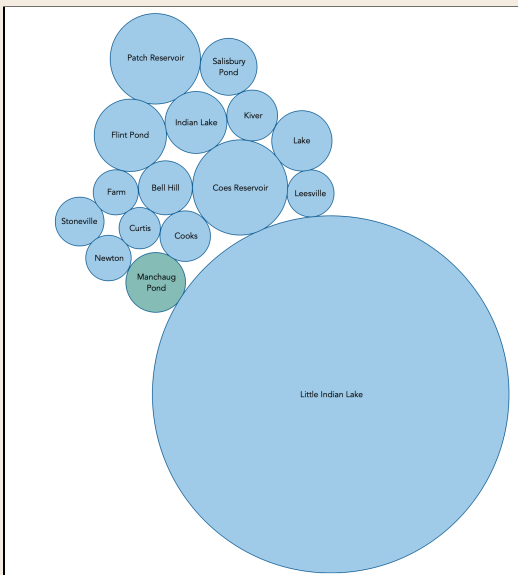 Patch Reservoir
Salisbury
Pond
Kiver
Indian Lake
Flint Pond
Lake
Bell Hill
Coes Reservoir
Farm
Leesville
Stoneville
Curtis
Cooks
Newton
Manchaug
Pond
Little Indian Lake